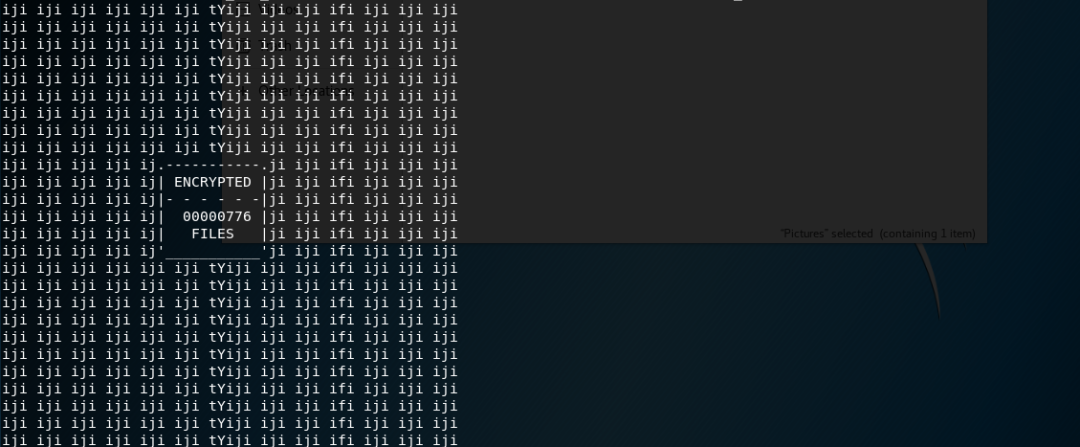 iji iji iji iji iji iji tYiji iji iji ifi iji iji iji
iji iji iji iji iji iji tYiji iji iji ifi iji iji iji
iji iji iji iji iji iji tYiji iji iji ifi iji iji iji
iji iji iji iji iji iji tYiji iji iji ifi iji iji iji
iji iji iji iji iji iji tYiji iji iji ifi iji iji iji
iji iji iji iji iji iji tYiji iji iji ifi iji iji iji
iji iji iji iji iji iji tYiji iji iji ifi iji iji iji
iji iji iji iji iji iji tYiji iji iji ifi iji iji iji
iji iji iji iji iji iji tYiji iji iji ifi iji iji iji
iji iji iji iji ij.-----------.ji iji ifi iji iji iji
iji iji iji iji ij| ENCRYPTED |ji iji ifi iji iji iji
iji iji iji iji ij|- - - - - -|ji iji ifi iji iji iji
iji iji iji iji ij|  00000776 |ji iji ifi iji iji iji
iji iji iji iji ij|   FILES   |ji iji ifi iji iji iji
iji iji iji iji ij'___________'ji iji ifi iji iji iji
iji iji iji iji iji iji tYiji iji iji ifi iji iji iji
iji iji iji iji iji iji tYiji iji iji ifi iji iji iji
iji iji iji iji iji iji tYiji iji iji ifi iji iji iji
iji iji iji iji iji iji tYiji iji iji ifi iji iji iji
iji iji iji iji iji iji tYiji iji iji ifi iji iji iji
iji iji iji iji iji iji tYiji iji iji ifi iji iji iji
iji iji iji iji iji iji tYiji iji iji ifi iji iji iji
iji iji iji iji iji iji tYiji iji iji ifi iji iji iji
iji iji iji iji iji iji tYiji iji iji ifi iji iji iji
iji iji iji iji iji iji tYiji iji iji ifi iji iji iji
iji iji iji iji iji iji tYiji iji iji ifi iji iji iji
Other Locations
"Pictures" selected (containing 1 item)